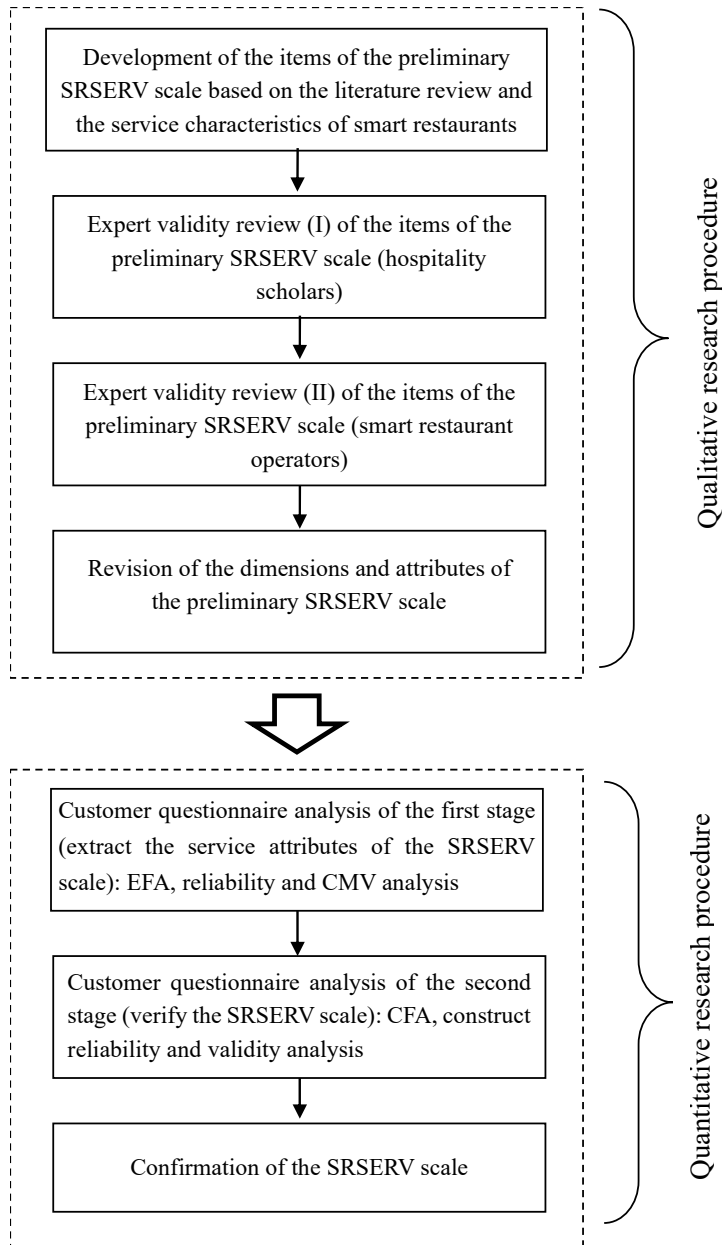 Development of the items of the preliminary
SRSERV scale based on the literature review and
the service characteristics of smart restaurants
Expert validity review (I) of the items of the
preliminary SRSERV scale (hospitality
scholars)
Expert validity review (II) of the items of the
preliminary SRSERV scale (smart restaurant
operators)
Revision of the dimensions and attributes of
the preliminary SRSERV scale
Qualitative research procedure
Customer questionnaire analysis of the first stage
(extract the service attributes of the SRSERV
scale): EFA, reliability and CMV analysis
Customer questionnaire analysis of the second
stage (verify the SRSERV scale): CFA, construct
reliability and validity analysis
Confirmation of the SRSERV scale
Quantitative research procedure